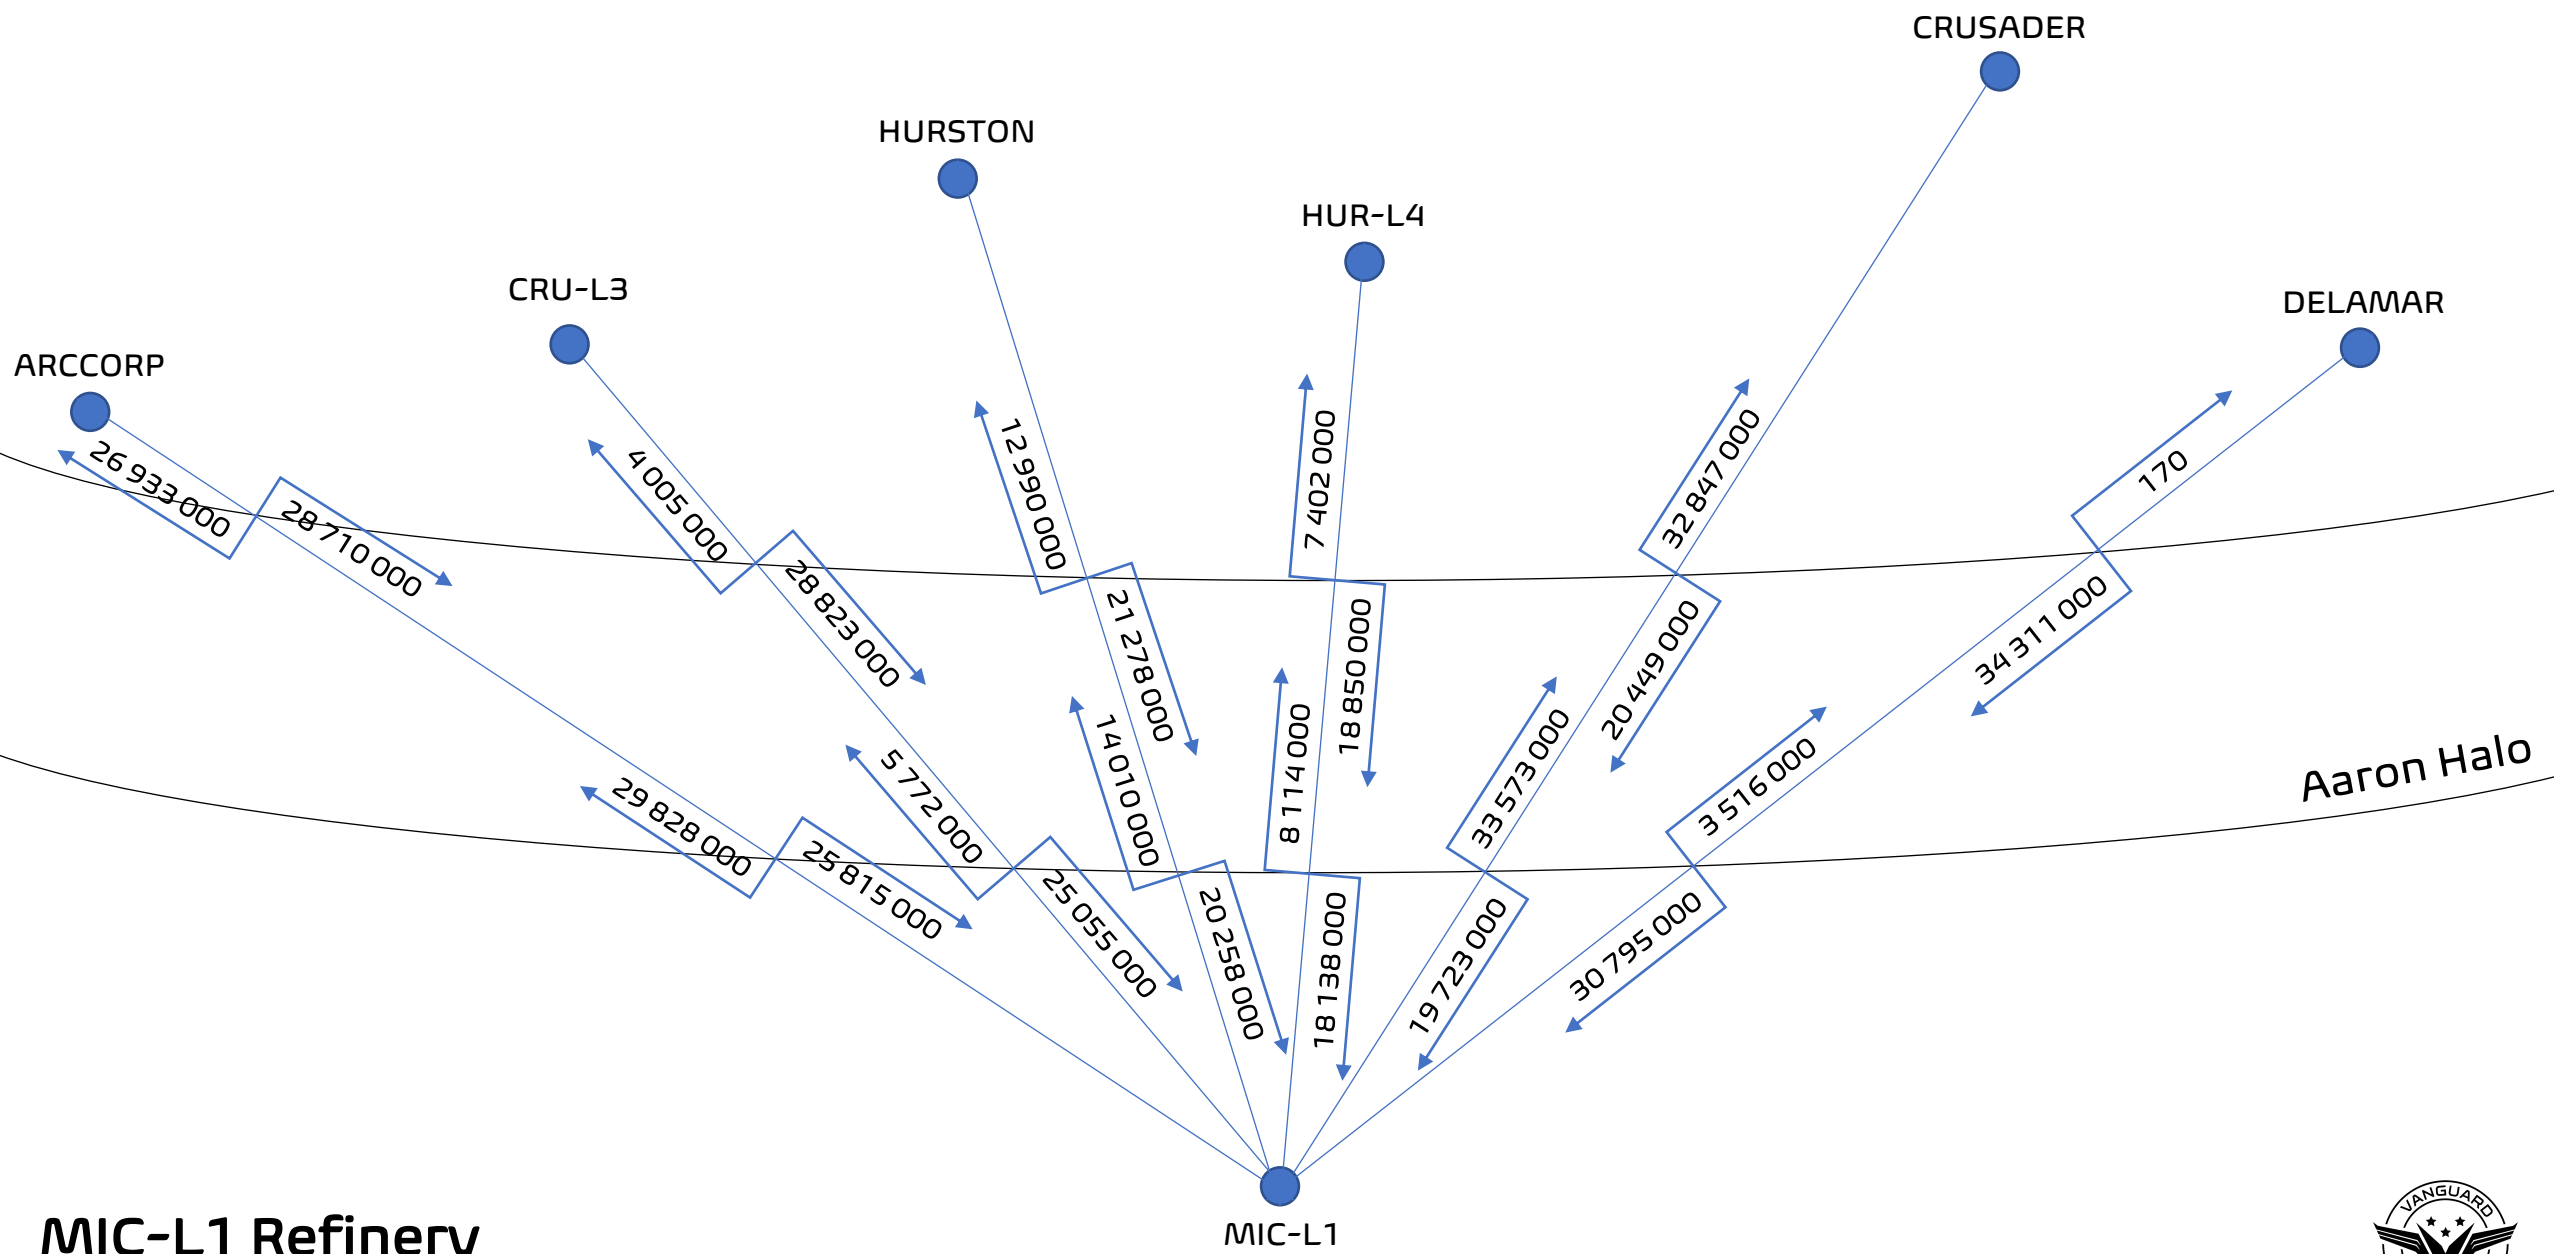 CRUSADER
HURSTON
HUR-L4
CRU-L3
DELAMAR
ARCCORP
26 933 000
28 710 000
4 005 000
28 823 000
12 990 000
21 278 000
7 402 000
18 850 000
32 847 000
20 449 000
170
34 311 000
29 828 000
25 815 000
5 772 000
25 055 000
14 010 000
20 258 000
8 114 000
18 138 000
33 573 000
19 723 000
3 516 000
30 795 000
Aaron Halo
MIC-L1
MIC-L1 Refinery
VANGUARD